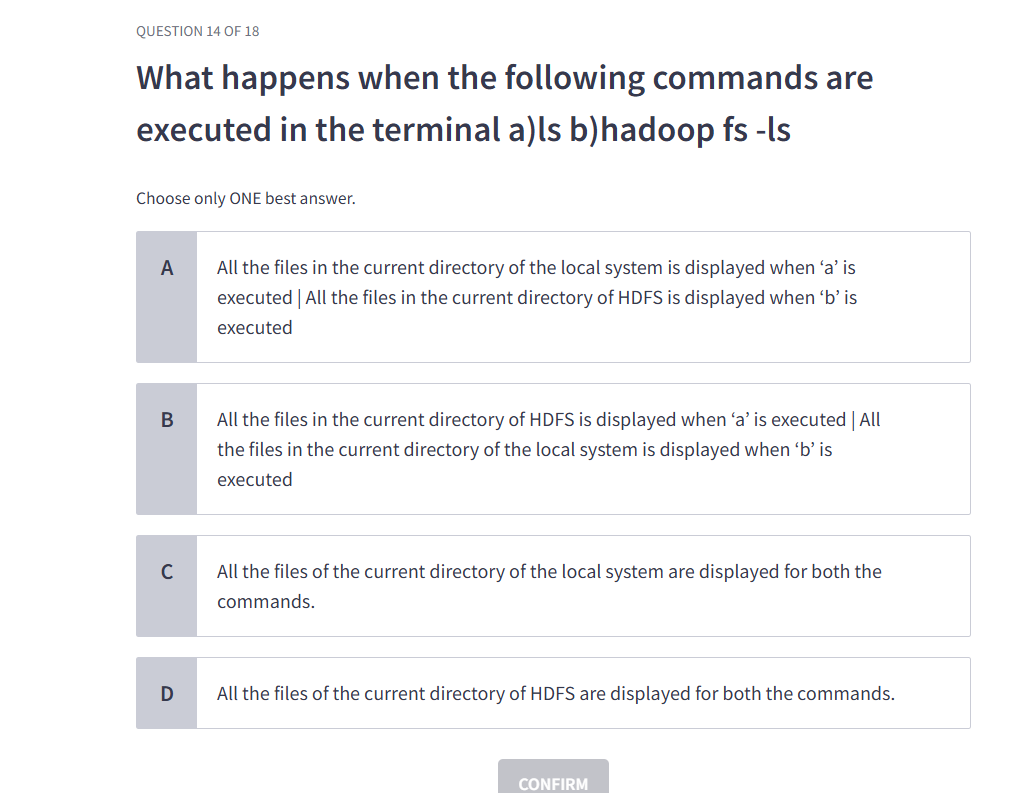 QUESTION 14 OF 18
What happens when the following commands are
executed in the terminal a)ls b)hadoop fs -ls
Choose only ONE best answer.
A
All the files in the current directory of the local system is displayed when ‘a’ is
executed | All the files in the current directory of HDFS is displayed when ‘b’ is
executed
B
All the files in the current directory of HDFS is displayed when ‘a’ is executed | All
the files in the current directory of the local system is displayed when ‘b’ is
executed
C
All the files of the current directory of the local system are displayed for both the
commands.
D
All the files of the current directory of HDFS are displayed for both the commands.
CONFIRM